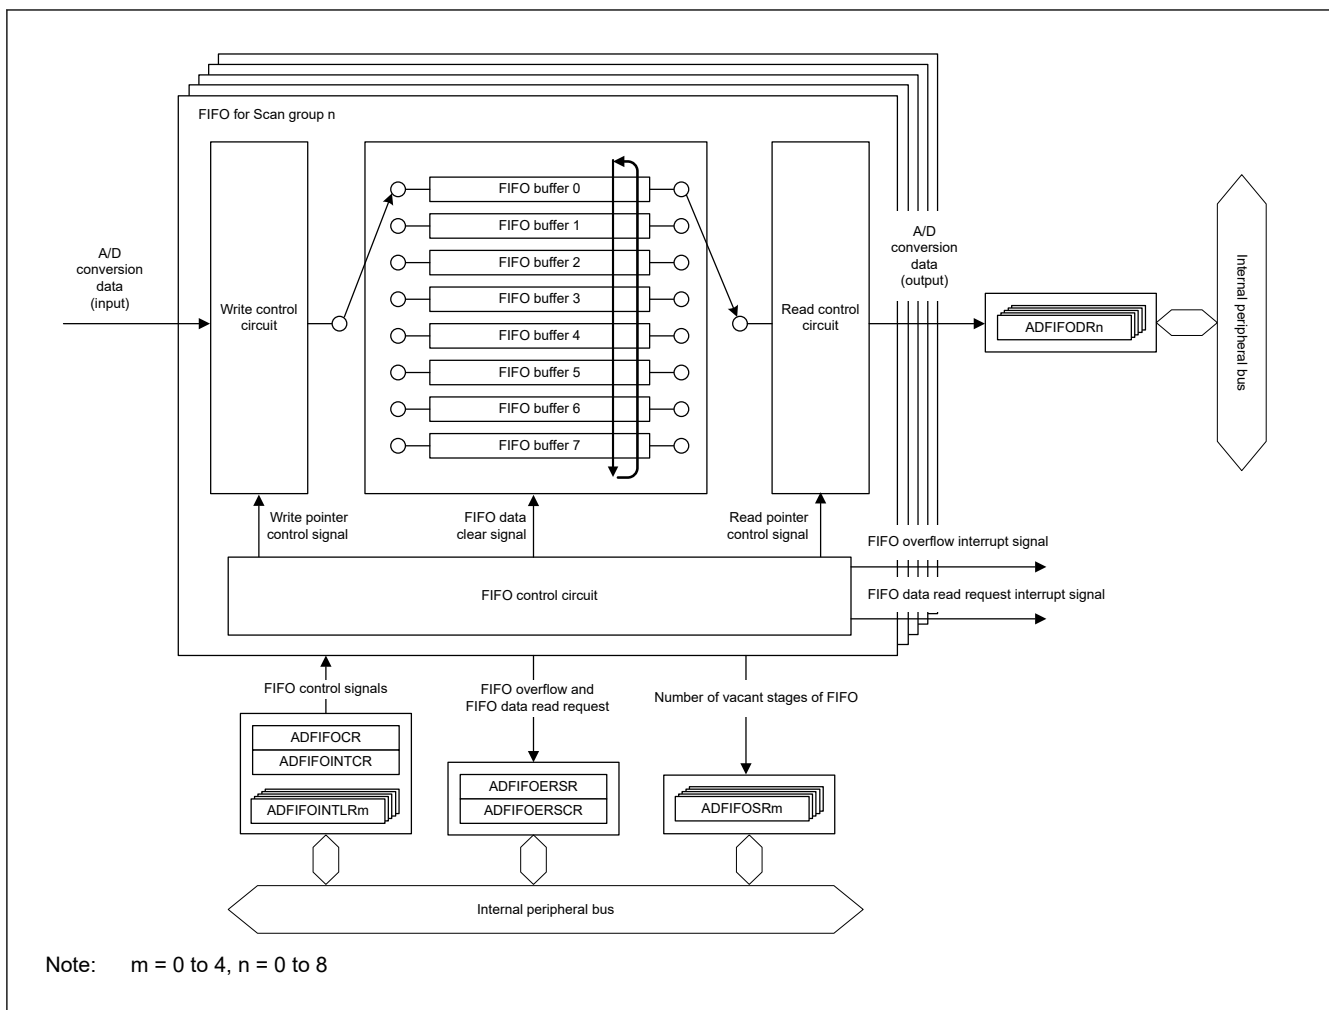 FIFO for Scan group n
A/D
conversion
data
(input)
Write control
circuit
FIFO buffer 0
FIFO buffer 1
FIFO buffer 2
FIFO buffer 3
FIFO buffer 4
FIFO buffer 5
FIFO buffer 6
FIFO buffer 7
Read control
circuit
A/D
conversion
data
(output)
ADFIFODRn
Internal peripheral bus
Write pointer
control signal
FIFO data
clear signal
Read pointer
control signal
FIFO control circuit
FIFO overflow interrupt signal
FIFO data read request interrupt signal
FIFO control signals
FIFO overflow and
FIFO data read request
Number of vacant stages of FIFO
ADFIFOCR
ADFIFOINTCR
ADFIFOINTLRm
ADFIFOERSR
ADFIFOERSCR
ADFIFOSRm
Internal peripheral bus
Note: m = 0 to 4, n = 0 to 8